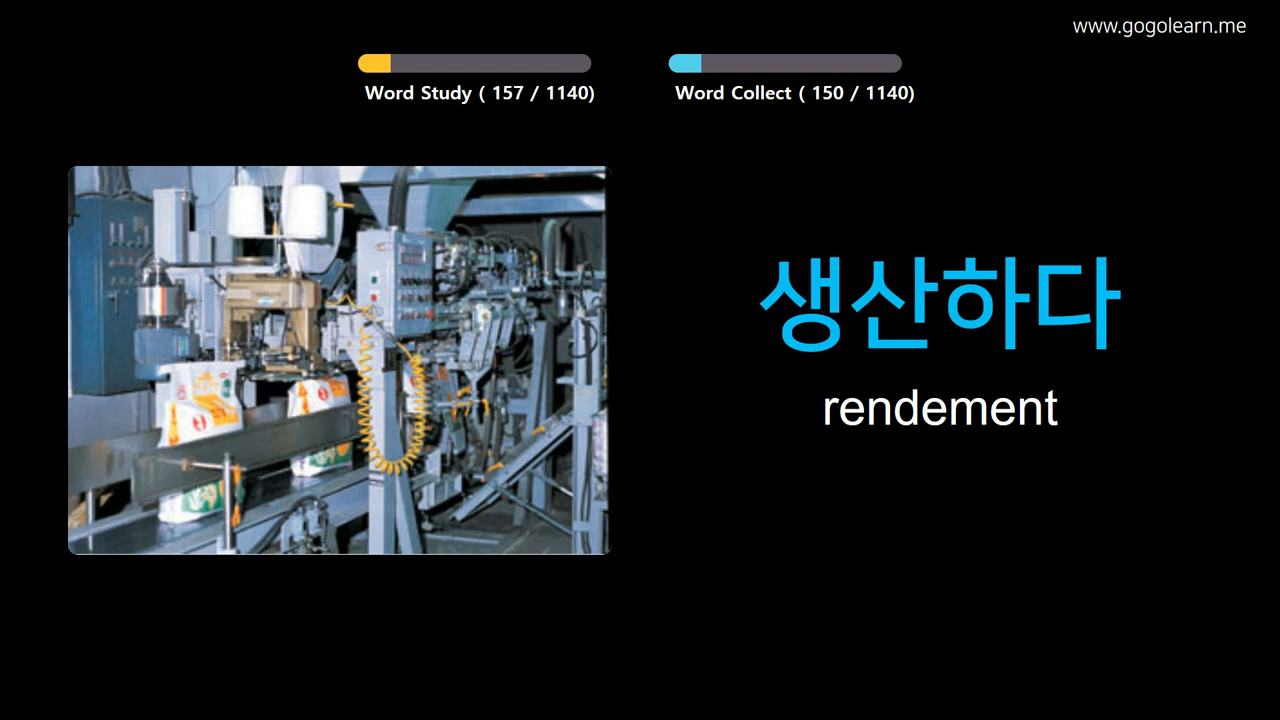 www.gogolearn.me
Word Study ( 157 / 1140)
Word Collect ( 150 / 1140)
생산하다
rendement